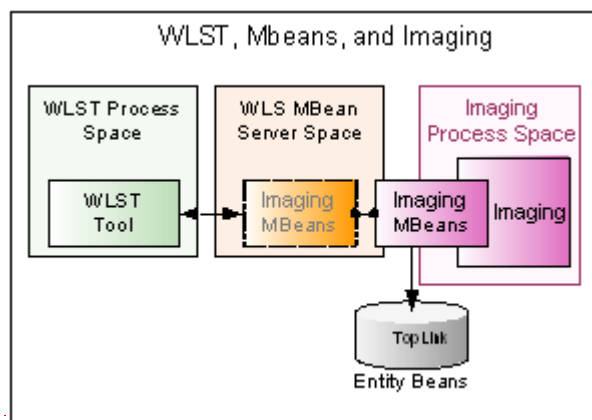 WLST, Mbeans, and Imaging
WLST Process
Space
WLST
Tool
WLS MBean
Server Space
Imaging
MBeans
Imaging
Process Space
Imaging
MBeans
Imaging
TopLink
Entity Beans